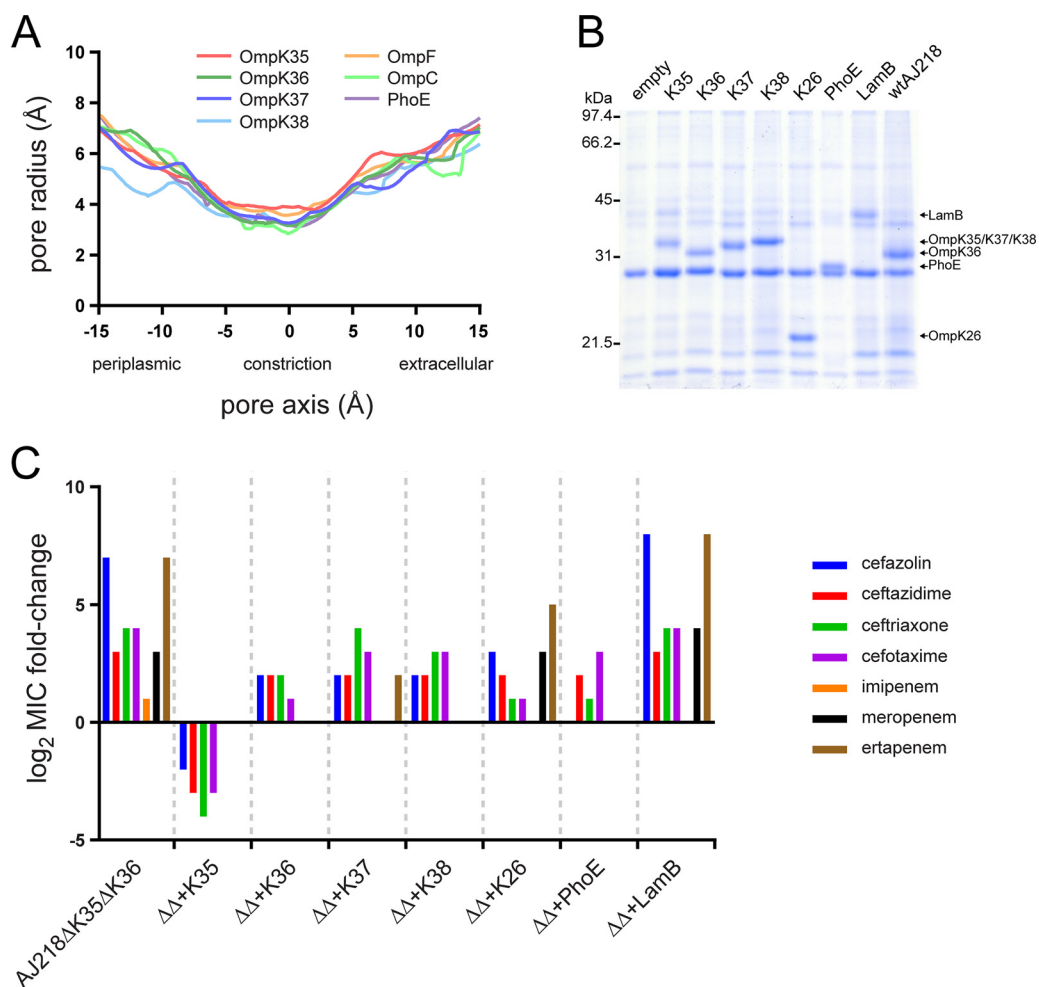 A
10
8
6
4
2
0
pore radius (Å)
OmpK35
OmpK36
OmpK37
OmpK38
OmpF
OmpC
PhoE
-15
-10
-5
0
5
10
15
periplasmic
constriction
extracellular
pore axis (Å)
B
kDa
97.4
66.2
45
31
21.5
empty
K35
K36
K37
K38
K26
PhoE
LamB
wtAJ218
LamB
OmpK35/K37/K38
OmpK36
PhoE
OmpK26
C
10
5
0
-5
log2 MIC fold-change
AJ218ΔK35ΔK36
ΔΔ+K35
ΔΔ+K36
ΔΔ+K37
ΔΔ+K38
ΔΔ+K26
ΔΔ+PhoE
ΔΔ+LamB
cefazolin
ceftazidime
ceftriaxone
cefotaxime
imipenem
meropenem
ertapenem